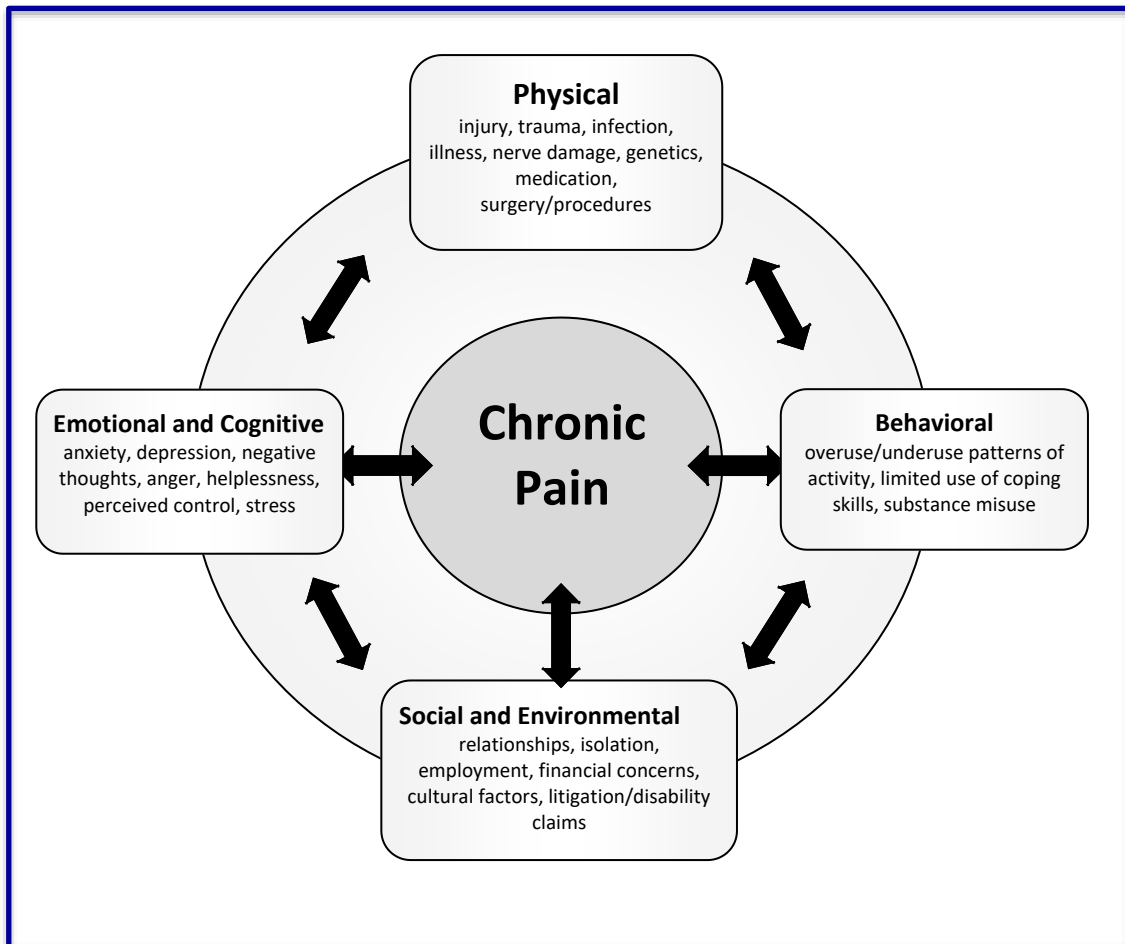 Physical
injury, trauma, infection,
illness, nerve damage, genetics,
medication,
surgery/procedures
Emotional and Cognitive
anxiety, depression, negative
thoughts, anger, helplessness,
perceived control, stress
Chronic
Pain
Behavioral
overuse/underuse patterns of
activity, limited use of coping
skills, substance misuse
Social and Environmental
relationships, isolation,
employment, financial concerns,
cultural factors, litigation/disability
claims